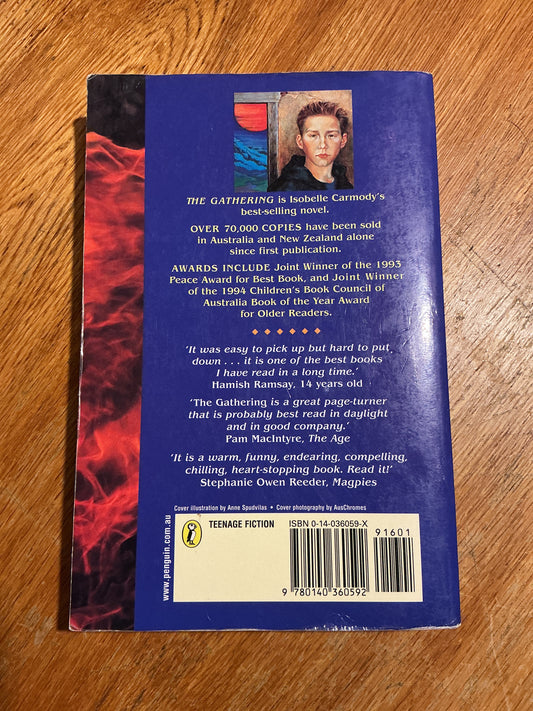 THE GATHERING is Isobelle Carmody's
best-selling novel.
OVER 70,000 COPIES have been sold
in Australia and New Zealand alone
since first publication.
AWARDS INCLUDE Joint Winner of the 1993
Peace Award for Best Book, and Joint Winner
of the 1994 Children's Book Council of
Australia Book of the Year Award
for Older Readers.
'It was easy to pick up but hard to put
down . . . it is one of the best books
I have read in a long time.'
Hamish Ramsay, 14 years old
'The Gathering is a great page-turner
that is probably best read in daylight
and in good company.'
Pam MacIntyre, The Age
'It is a warm, funny, endearing, compelling,
chilling, heart-stopping book. Read it!'
Stephanie Owen Reeder, Magpies
Cover illustration by Anne Spudvilas • Cover photography by AusChromes
www.penguin.com.au
TEENAGE FICTION
ISBN 0-14-036059-X
91601
9 780140 360592